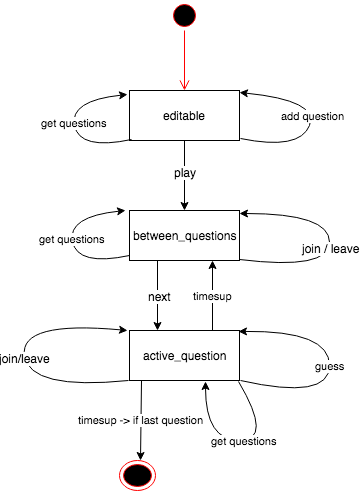 editable
get questions
add question
play
between_questions
get questions
join / leave
next
timesup
active_question
join/leave
guess
timesup -> if last question
get questions